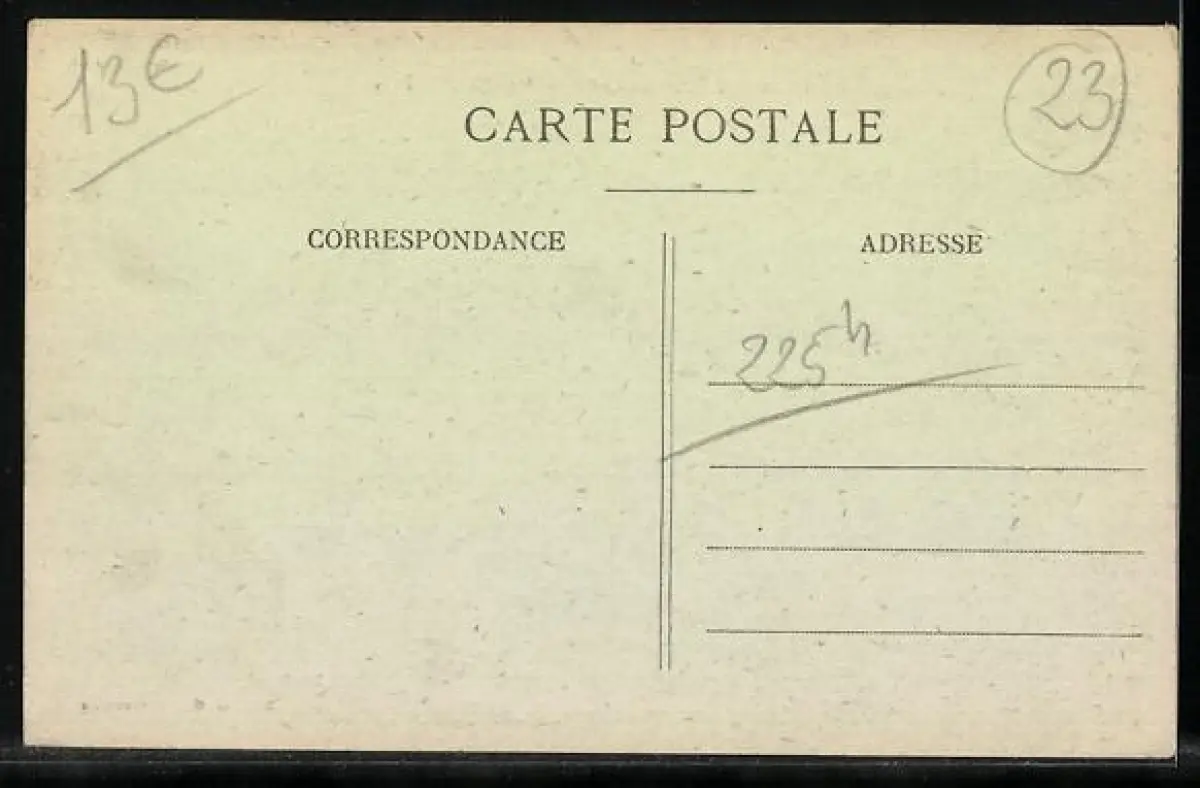 13€
23
CARTE POSTALE
CORRESPONDANCE
ADRESSE
225h